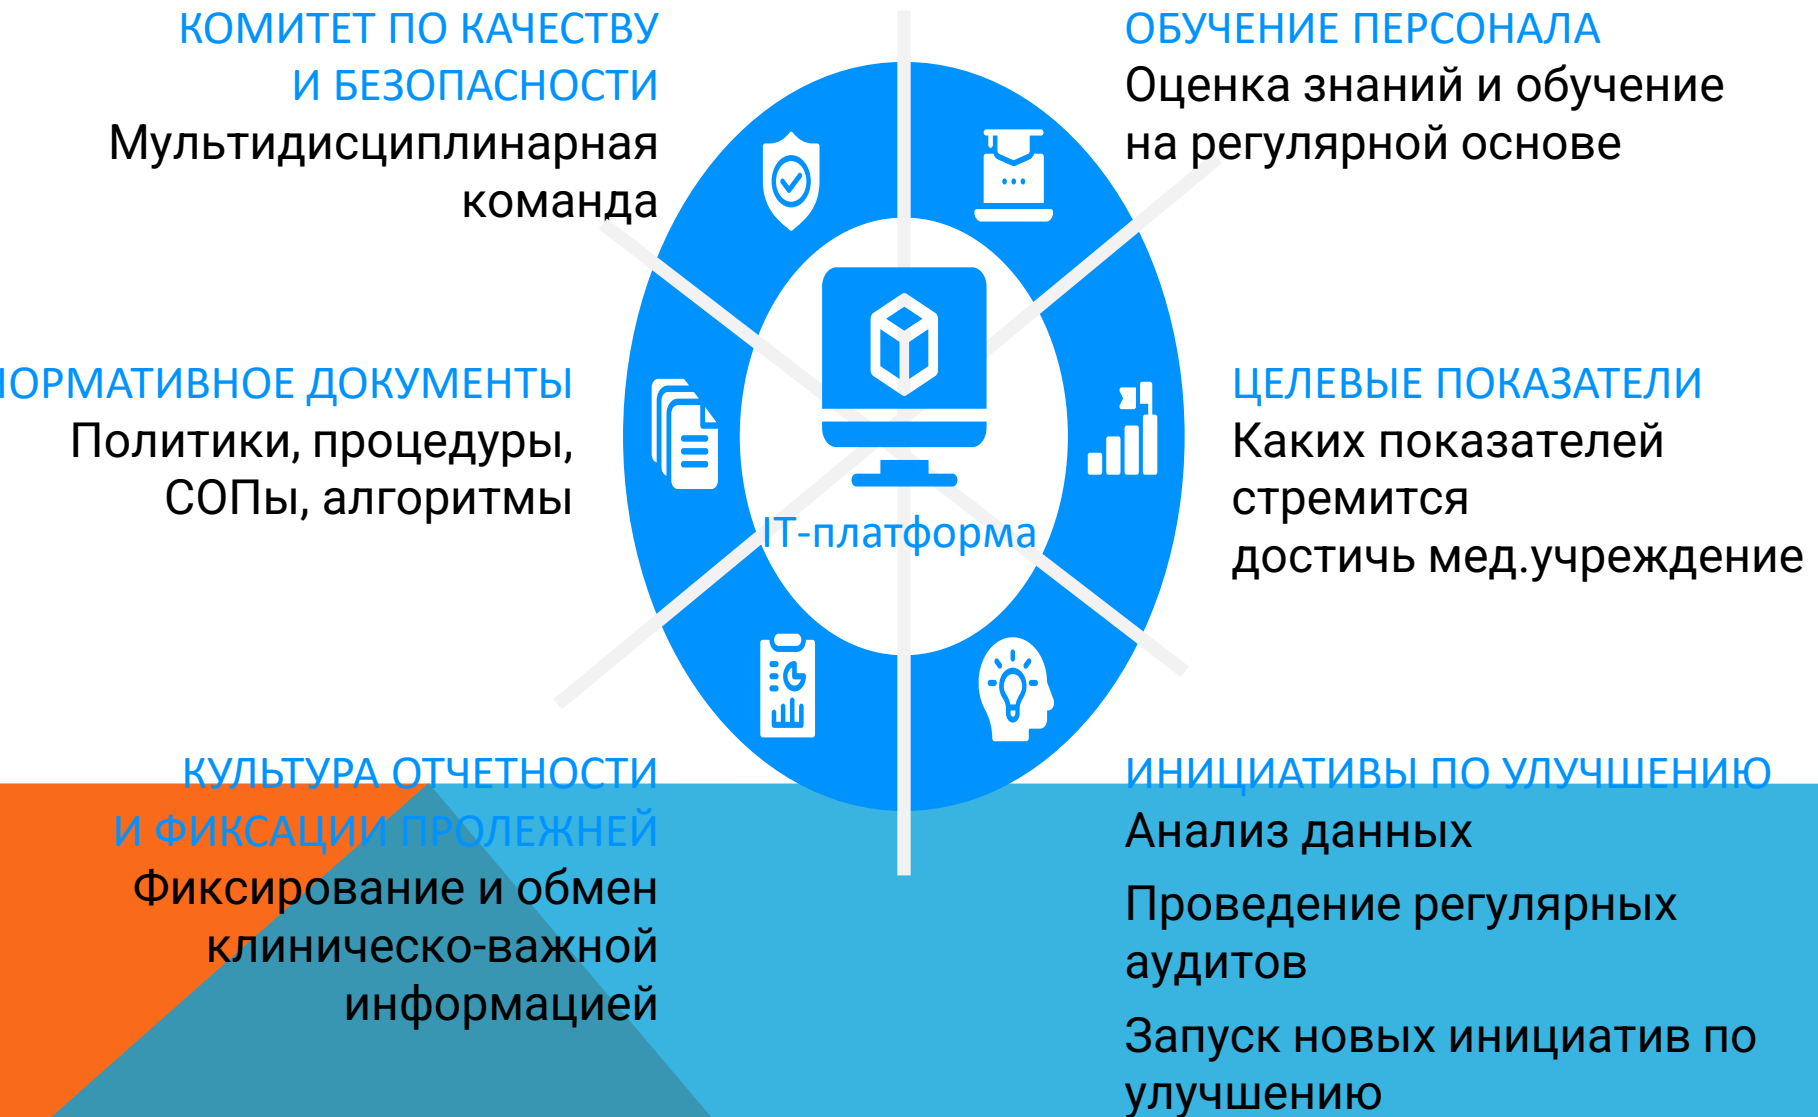 КОМИТЕТ ПО КАЧЕСТВУ
И БЕЗОПАСНОСТИ
Мультидисциплинарная
команда
ОБУЧЕНИЕ ПЕРСОНАЛА
Оценка знаний и обучение
на регулярной основе
НОРМАТИВНОЕ ДОКУМЕНТЫ
Политики, процедуры,
СОПы, алгоритмы
IT-платформа
ЦЕЛЕВЫЕ ПОКАЗАТЕЛИ
Каких показателей
стремится
достичь мед.учреждение
КУЛЬТУРА ОТЧЕТНОСТИ
И ФИКСАЦИИ ПРОЛЕЖНЕЙ
Фиксирование и обмен
клиническо-важной
информацией
ИНИЦИАТИВЫ ПО УЛУЧШЕНИЮ
Анализ данных
Проведение регулярных
аудитов
Запуск новых инициатив по
улучшению